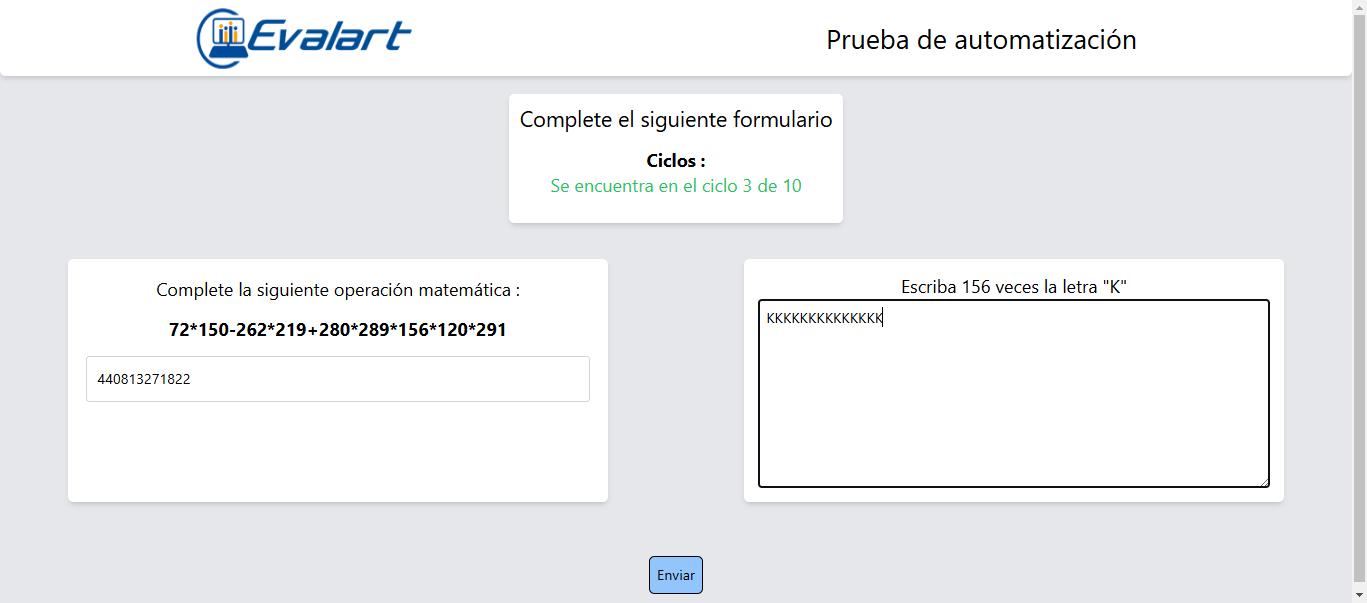 Evalart
Prueba de automatización
Complete el siguiente formulario
Ciclos :
Se encuentra en el ciclo 3 de 10
Complete la siguiente operación matemática :
72*150-262*219+280*289*156*120*291
440813271822
Escriba 156 veces la letra "K"
KKKKKKKKKKKKKK
Enviar